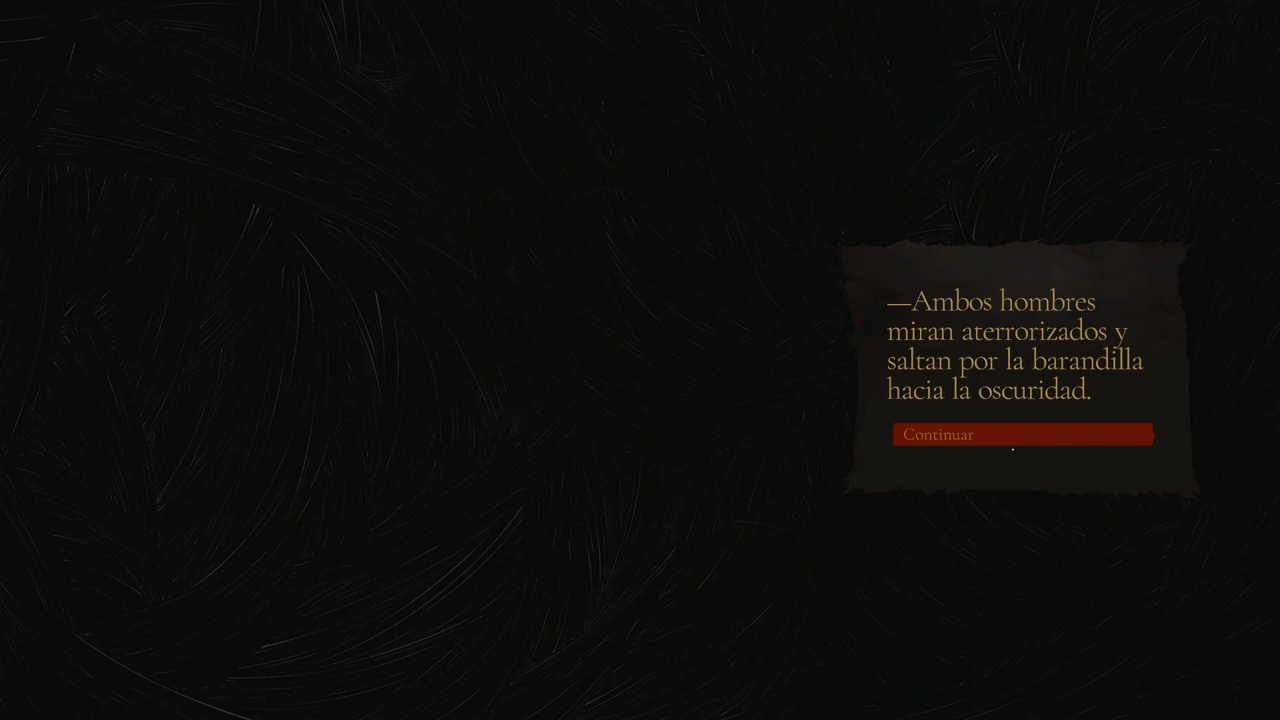 —Ambos hombres
miran aterrorizados y
saltan por la barandilla
hacia la oscuridad.
Continuar